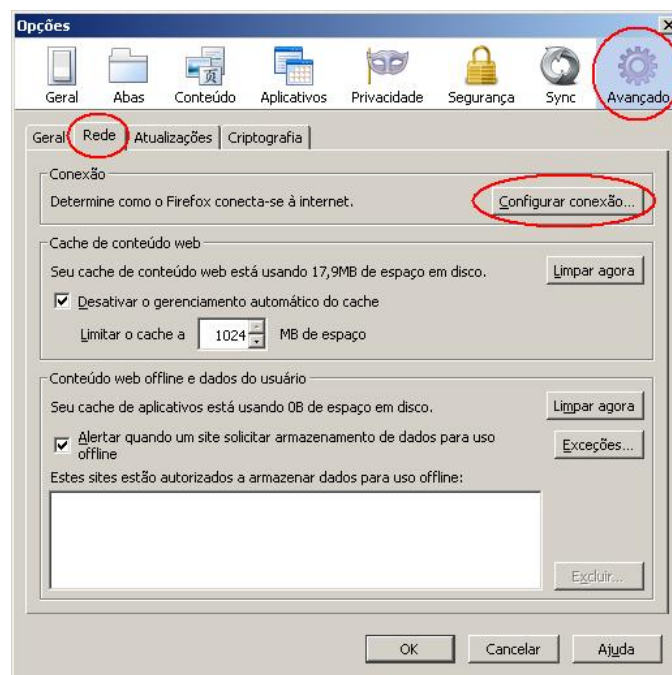 Opções
Geral Abas Conteúdo Aplicativos Privacidade Segurança Sync Avançado
Geral Rede Atualizações Criptografia
Conexão
Determine como o Firefox conecta-se à internet. Configurar conexão...
Cache de conteúdo web
Seu cache de conteúdo web está usando 17,9MB de espaço em disco. Limpar agora
Desativar o gerenciamento automático do cache
Limitar o cache a 1024 MB de espaço
Conteúdo web offline e dados do usuário
Seu cache de aplicativos está usando 0B de espaço em disco. Limpar agora
Alertar quando um site solicitar armazenamento de dados para uso
offline Exceções...
Estes sites estão autorizados a armazenar dados para uso offline:
Excluir...
OK Cancelar Ajuda